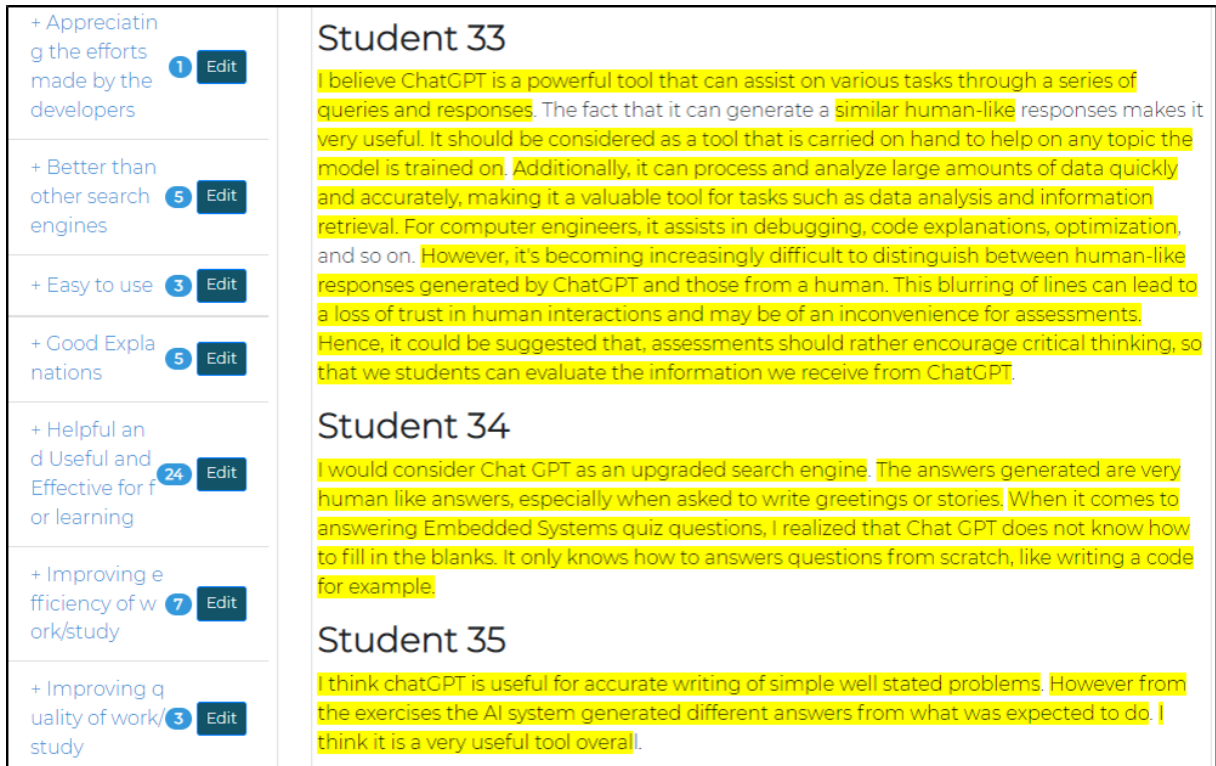 + Appreciatin
g the efforts
made by the
developers
1
Edit
+ Better than
other search
engines
5
Edit
+ Easy to use
3
Edit
+ Good Expla
nations
5
Edit
+ Helpful an
d Useful and
Effective for f
or learning
24
Edit
+ Improving e
fficiency of w
ork/study
7
Edit
+ Improving q
uality of work/
study
3
Edit
Student 33
I believe ChatGPT is a powerful tool that can assist on various tasks through a series of
queries and responses. The fact that it can generate a similar human-like responses makes it
very useful. It should be considered as a tool that is carried on hand to help on any topic the
model is trained on. Additionally, it can process and analyze large amounts of data quickly
and accurately, making it a valuable tool for tasks such as data analysis and information
retrieval. For computer engineers, it assists in debugging, code explanations, optimization,
and so on. However, it's becoming increasingly difficult to distinguish between human-like
responses generated by ChatGPT and those from a human. This blurring of lines can lead to
a loss of trust in human interactions and may be of an inconvenience for assessments.
Hence, it could be suggested that, assessments should rather encourage critical thinking, so
that we students can evaluate the information we receive from ChatGPT.
Student 34
I would consider Chat GPT as an upgraded search engine. The answers generated are very
human like answers, especially when asked to write greetings or stories. When it comes to
answering Embedded Systems quiz questions, I realized that Chat GPT does not know how
to fill in the blanks. It only knows how to answers questions from scratch, like writing a code
for example.
Student 35
I think chatGPT is useful for accurate writing of simple well stated problems. However from
the exercises the AI system generated different answers from what was expected to do. I
think it is a very useful tool overall.